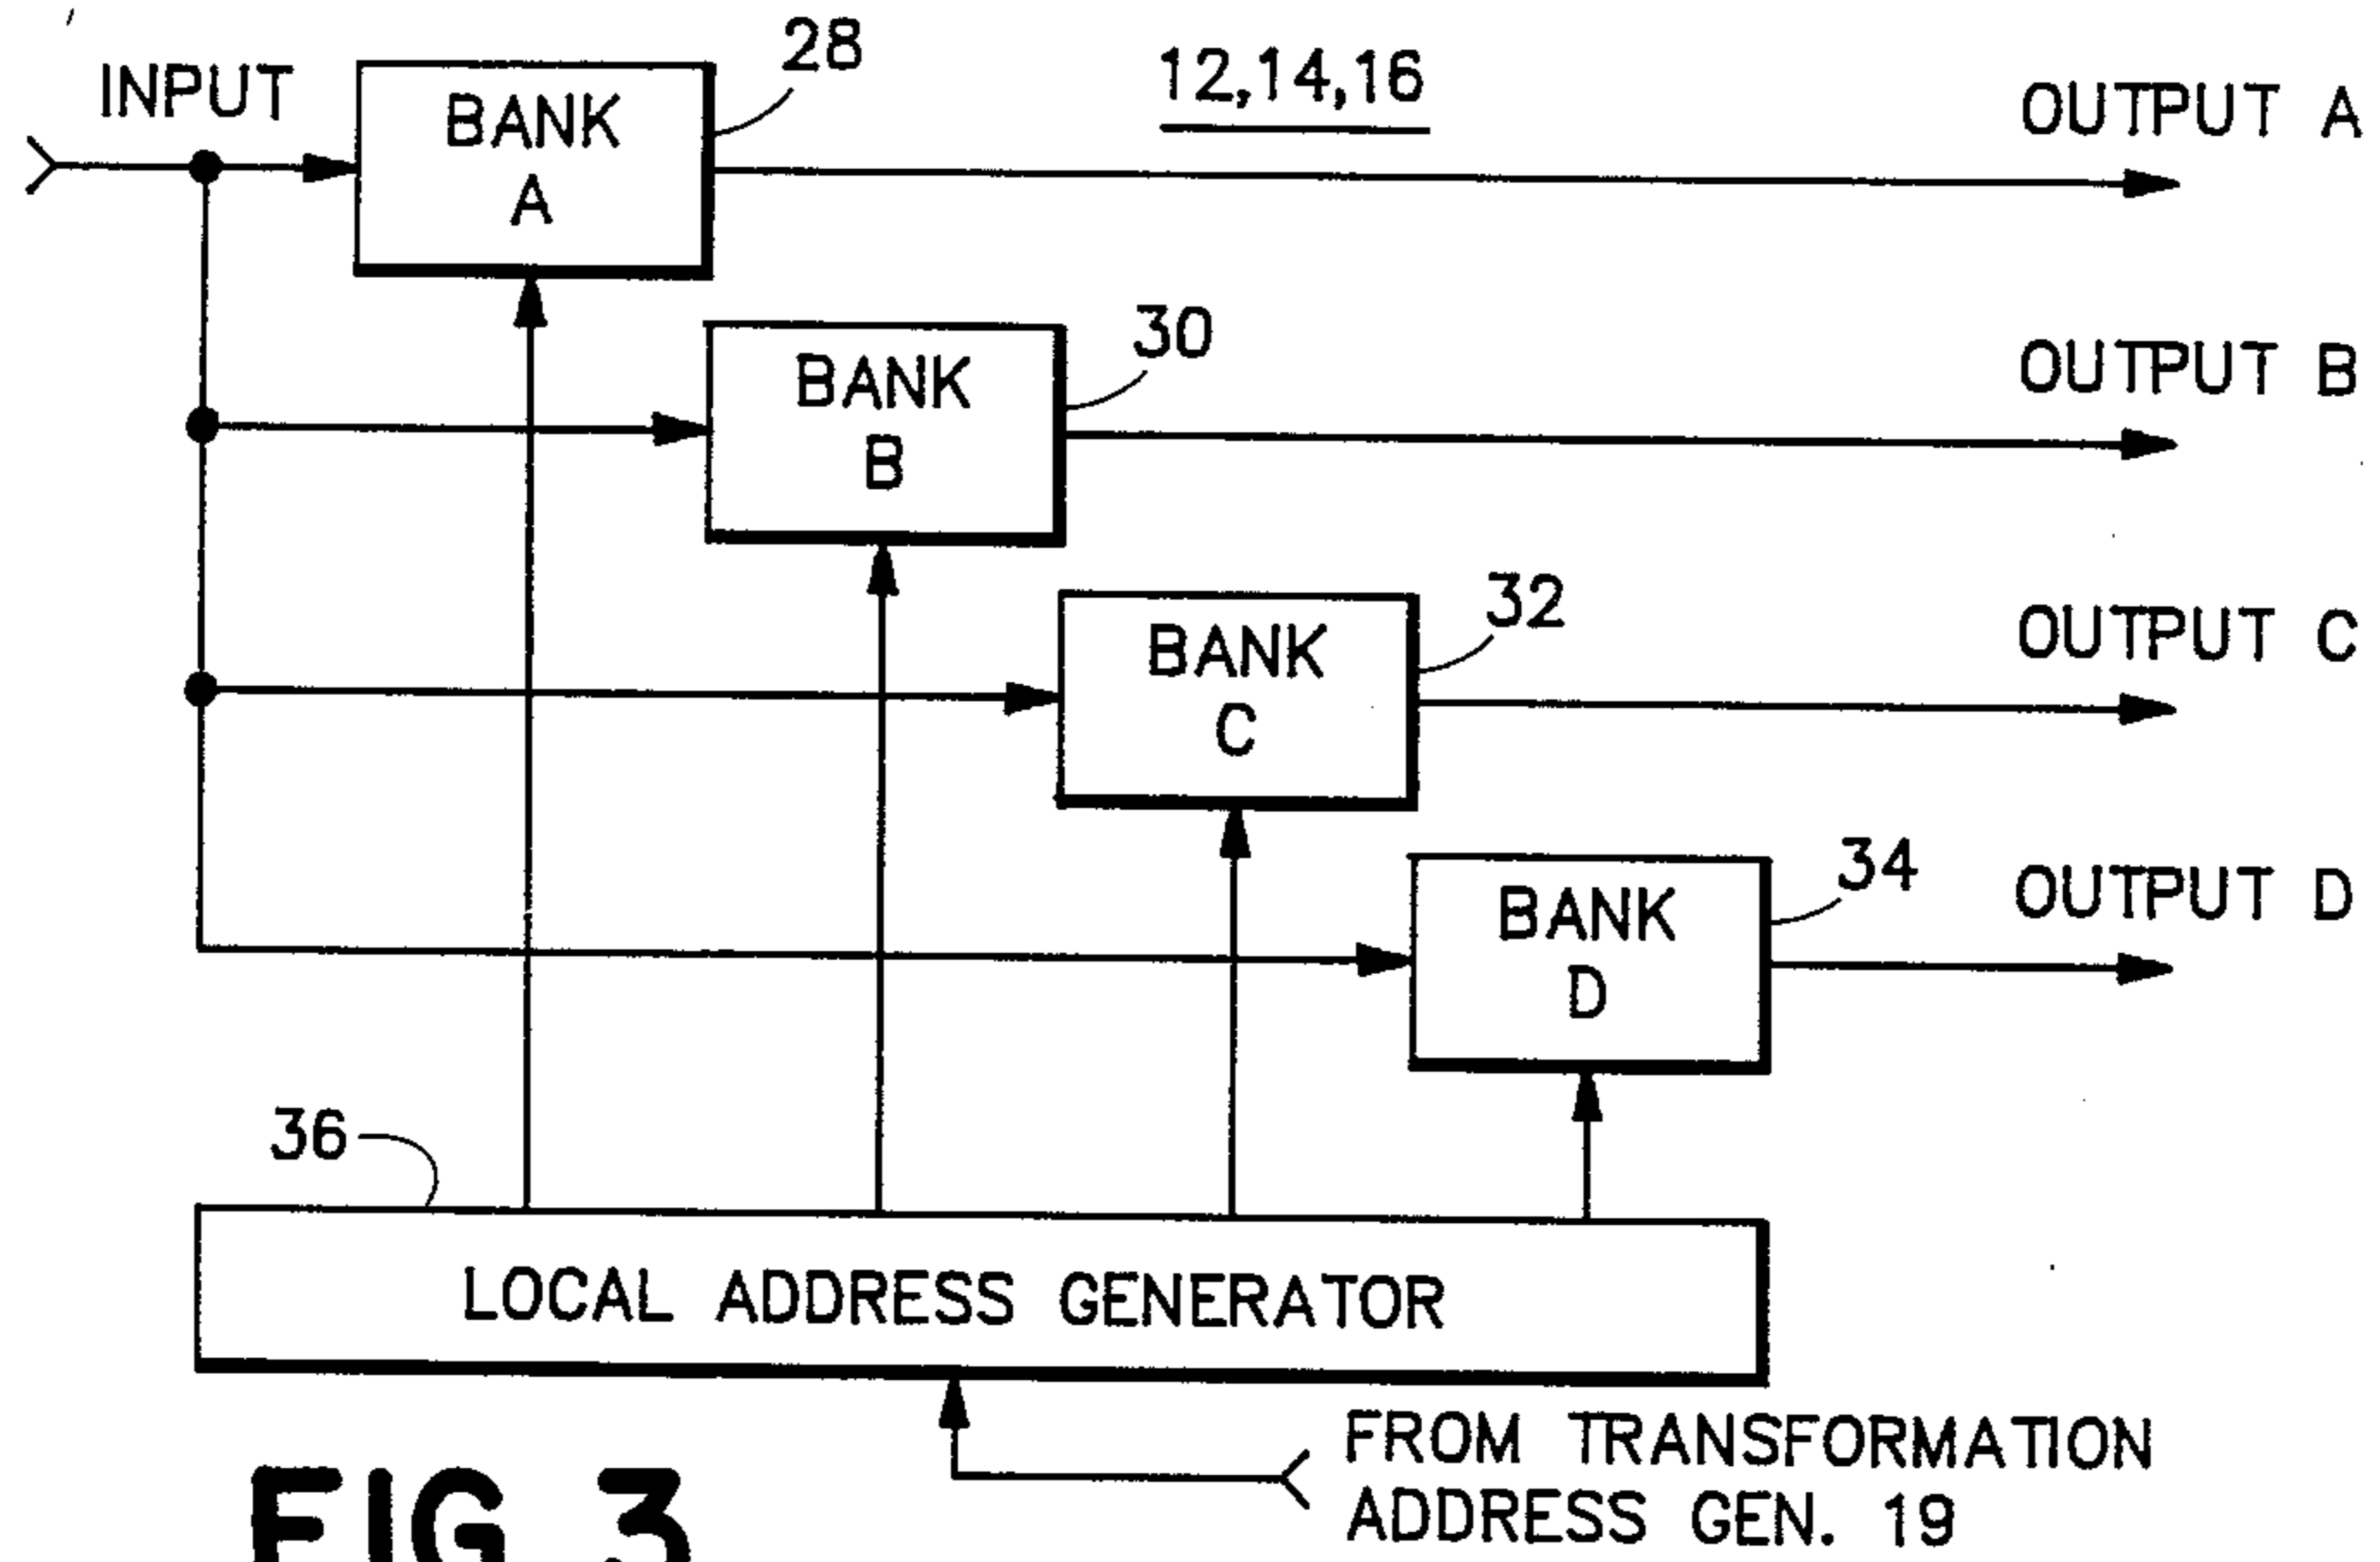 INPUT
BANK
A
28
12,14,16
OUTPUT A
BANK
B
30
OUTPUT B
BANK
C
32
OUTPUT C
BANK
D
34
OUTPUT D
36
LOCAL ADDRESS GENERATOR
FROM TRANSFORMATION
ADDRESS GEN. 19
FIG 3